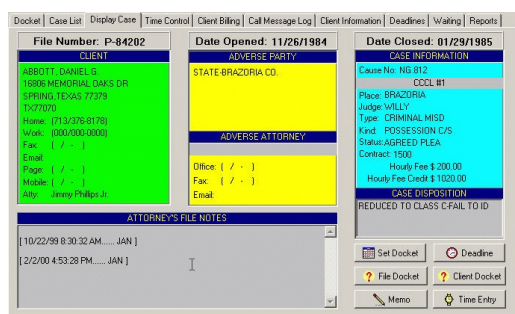 Docket Case List Display Case Time Control Client Billing Call Message Log Client Information Deadlines Waiting Reports
File Number: P-84202
CLIENT
ABBOTT, DANIEL G.
16806 MEMORIAL OAKS DR
SPRING, TEXAS 77379
TX77070
Home: (713/376-8178)
Work: (000/000-0000)
Fax: ( / - )
Email:
Page: ( / - )
Mobile: ( / - )
Atty: Jimmy Phillips Jr.
Date Opened: 11/26/1984
ADVERSE PARTY
STATE-BRAZORIA CO.
ADVERSE ATTORNEY
Office: ( / - )
Fax: ( / - )
Email:
Date Closed: 01/29/1985
CASE INFORMATION
Cause No: NG.812
CCCL #1
Place: BRAZORIA
Judge: WILLY
Type: CRIMINAL MISD
Kind: POSSESSION C/S
Status: AGREED PLEA
Contract: 1500
Hourly Fee $ 200.00
Hourly Fee Credit $ 1020.00
CASE DISPOSITION
REDUCED TO CLASS C-FAIL TO ID
ATTORNEY'S FILE NOTES
[ 10/22/99 8:30:32 AM...... JAN ]
[ 2/2/00 4:53:28 PM...... JAN ]
Set Docket Deadline
File Docket Client Docket
Memo Time Entry